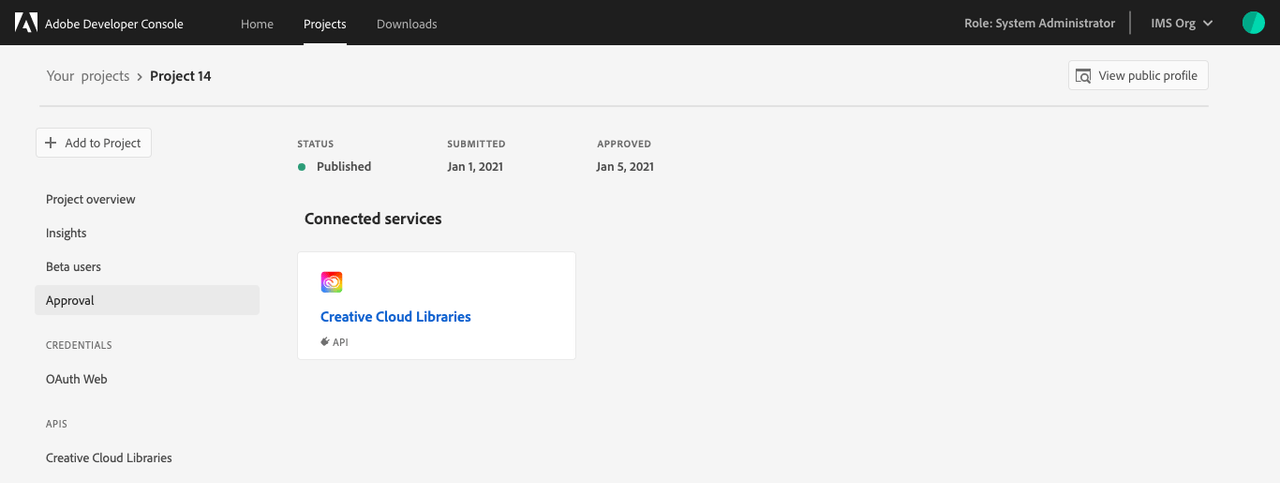 Adobe Developer Console Home Projects Downloads Role: System Administrator IMS Org
Your projects › Project 14 View public profile
+ Add to Project
STATUS SUBMITTED APPROVED
Published Jan 1, 2021 Jan 5, 2021
Project overview
Insights
Beta users
Approval
CREDENTIALS
OAuth Web
APIS
Creative Cloud Libraries
Connected services
Creative Cloud Libraries
API